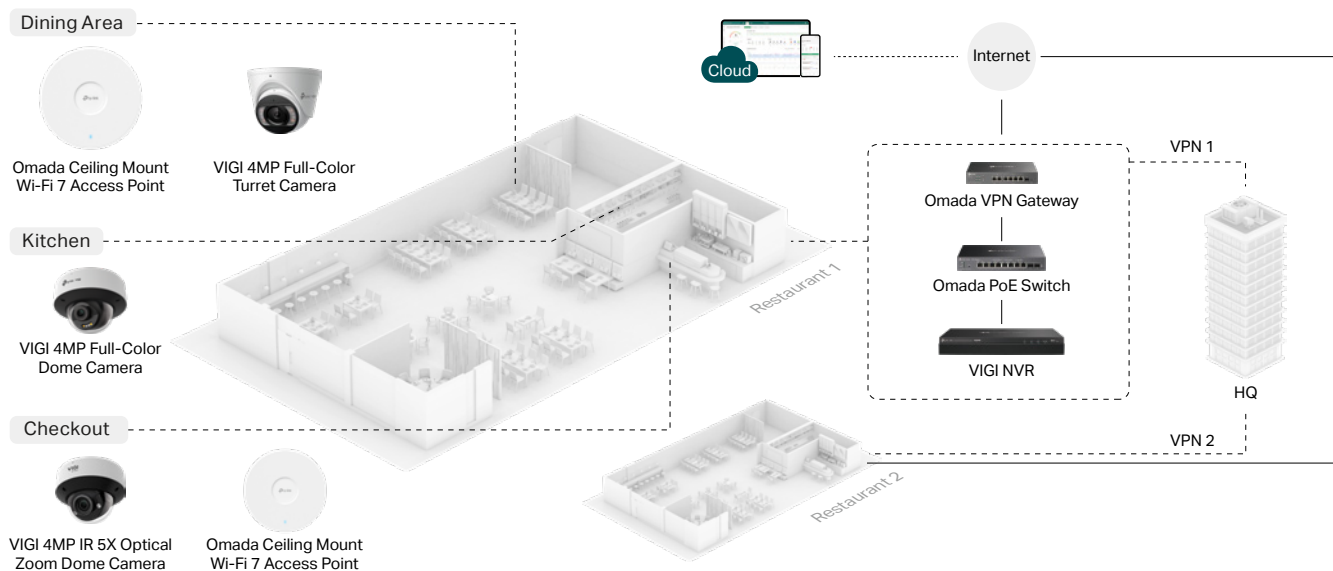 Dining Area
Omada Ceiling Mount
Wi-Fi 7 Access Point
VIGI 4MP Full-Color
Turret Camera
Kitchen
VIGI 4MP Full-Color
Dome Camera
Checkout
VIGI 4MP IR 5X Optical
Zoom Dome Camera
Omada Ceiling Mount
Wi-Fi 7 Access Point
Restaurant 1
Restaurant 2
Cloud
Internet
Omada VPN Gateway
Omada PoE Switch
VIGI NVR
VPN 1
HQ
VPN 2